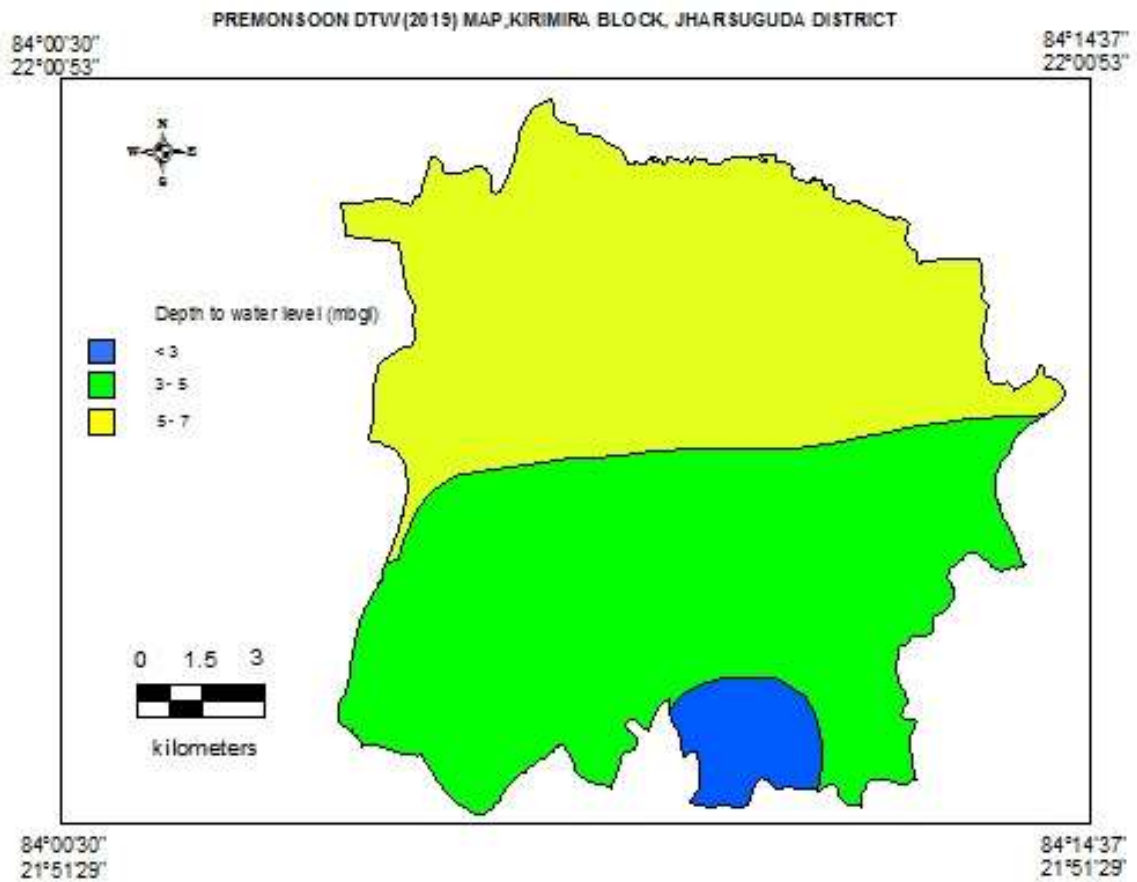 PREMONSOON DTW(2019) MAP,KIRIMIRA BLOCK, JHARSUGUDA DISTRICT
84°00'30"
22°00'53"
84°14'37"
22°00'53"
N
W E
S
Depth to water level (mbgl)
< 3
3- 5
5- 7
0 1.5 3
kilometers
84°00'30"
21°51'29"
84°14'37"
21°51'29"